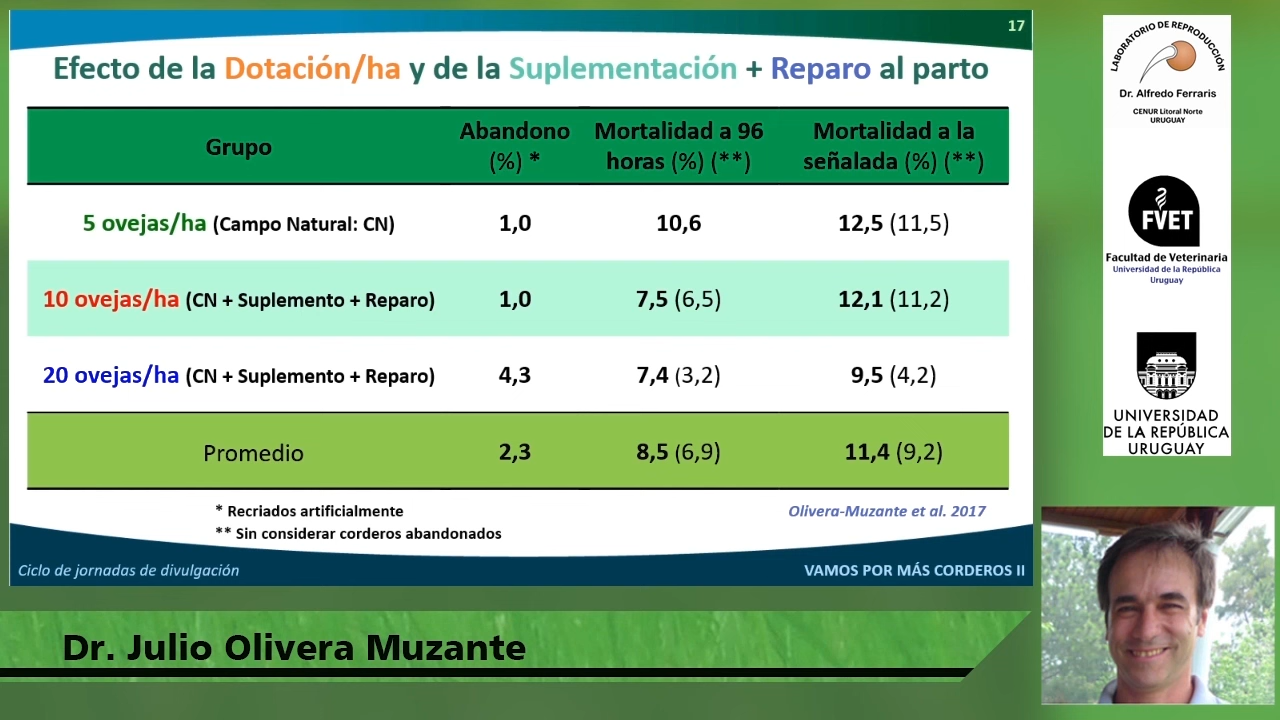 17
Efecto de la Dotación/ha y de la Suplementación + Reparo al parto
Grupo
Abandono (%) *
Mortalidad a 96 horas (%) (**)
Mortalidad a la señalada (%) (**)
5 ovejas/ha (Campo Natural: CN) 1,0 10,6 12,5 (11,5)
10 ovejas/ha (CN + Suplemento + Reparo) 1,0 7,5 (6,5) 12,1 (11,2)
20 ovejas/ha (CN + Suplemento + Reparo) 4,3 7,4 (3,2) 9,5 (4,2)
Promedio 2,3 8,5 (6,9) 11,4 (9,2)
* Recriados artificialmente
** Sin considerar corderos abandonados
Olivera-Muzante et al. 2017
Ciclo de jornadas de divulgación
VAMOS POR MÁS CORDEROS II
Dr. Julio Olivera Muzante
LABORATORIO DE REPRODUCCIÓN
Dr. Alfredo Ferraris
CENUR Litoral Norte
URUGUAY
FVET
Facultad de Veterinaria
Universidad de la República
Uruguay
UNIVERSIDAD
DE LA REPÚBLICA
URUGUAY